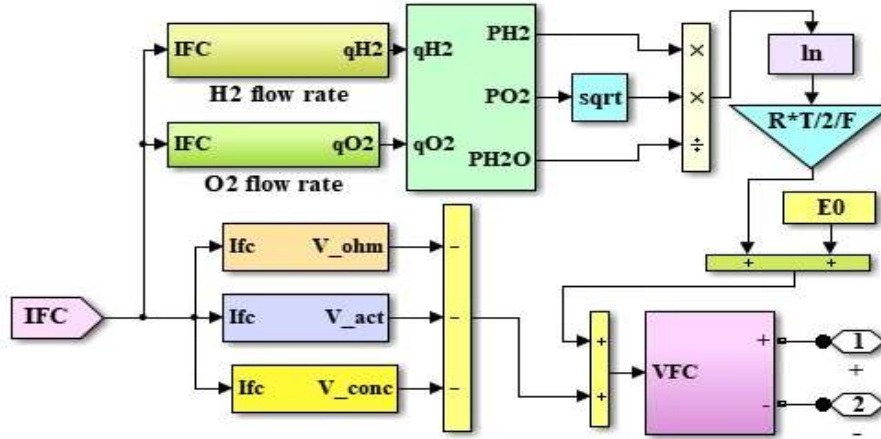 IFC qH2
H2 flow rate
IFC qO2
O2 flow rate
qH2
qO2
PH2
PO2
PH2O
sqrt
×
×
÷
ln
R*T/2/F
E0
+ +
IFC
Ifc V_ohm
Ifc V_act
Ifc V_conc
−
−
−
+
+
VFC
+
-
1
+
2
-